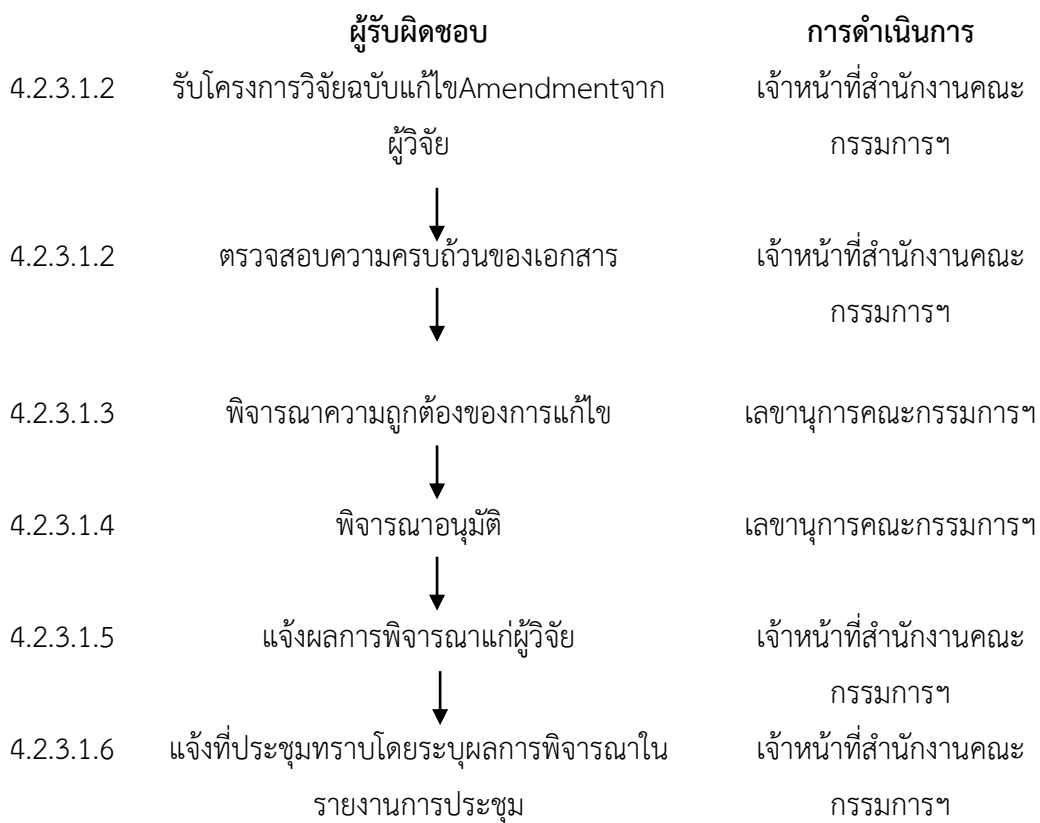 ผู้รับผิดชอบ การดำเนินการ
4.2.3.1.2 รับโครงการวิจัยฉบับแก้ไขAmendmentจาก เจ้าหน้าที่สำนักงานคณะ
ผู้วิจัย กรรมการฯ
4.2.3.1.2 ตรวจสอบความครบถ้วนของเอกสาร เจ้าหน้าที่สำนักงานคณะ
กรรมการฯ
4.2.3.1.3 พิจารณาความถูกต้องของการแก้ไข เลขานุการคณะกรรมการฯ
4.2.3.1.4 พิจารณาอนุมัติ เลขานุการคณะกรรมการฯ
4.2.3.1.5 แจ้งผลการพิจารณาแก่ผู้วิจัย เจ้าหน้าที่สำนักงานคณะ
กรรมการฯ
4.2.3.1.6 แจ้งที่ประชุมทราบโดยระบุผลการพิจารณาใน เจ้าหน้าที่สำนักงานคณะ
รายงานการประชุม กรรมการฯ